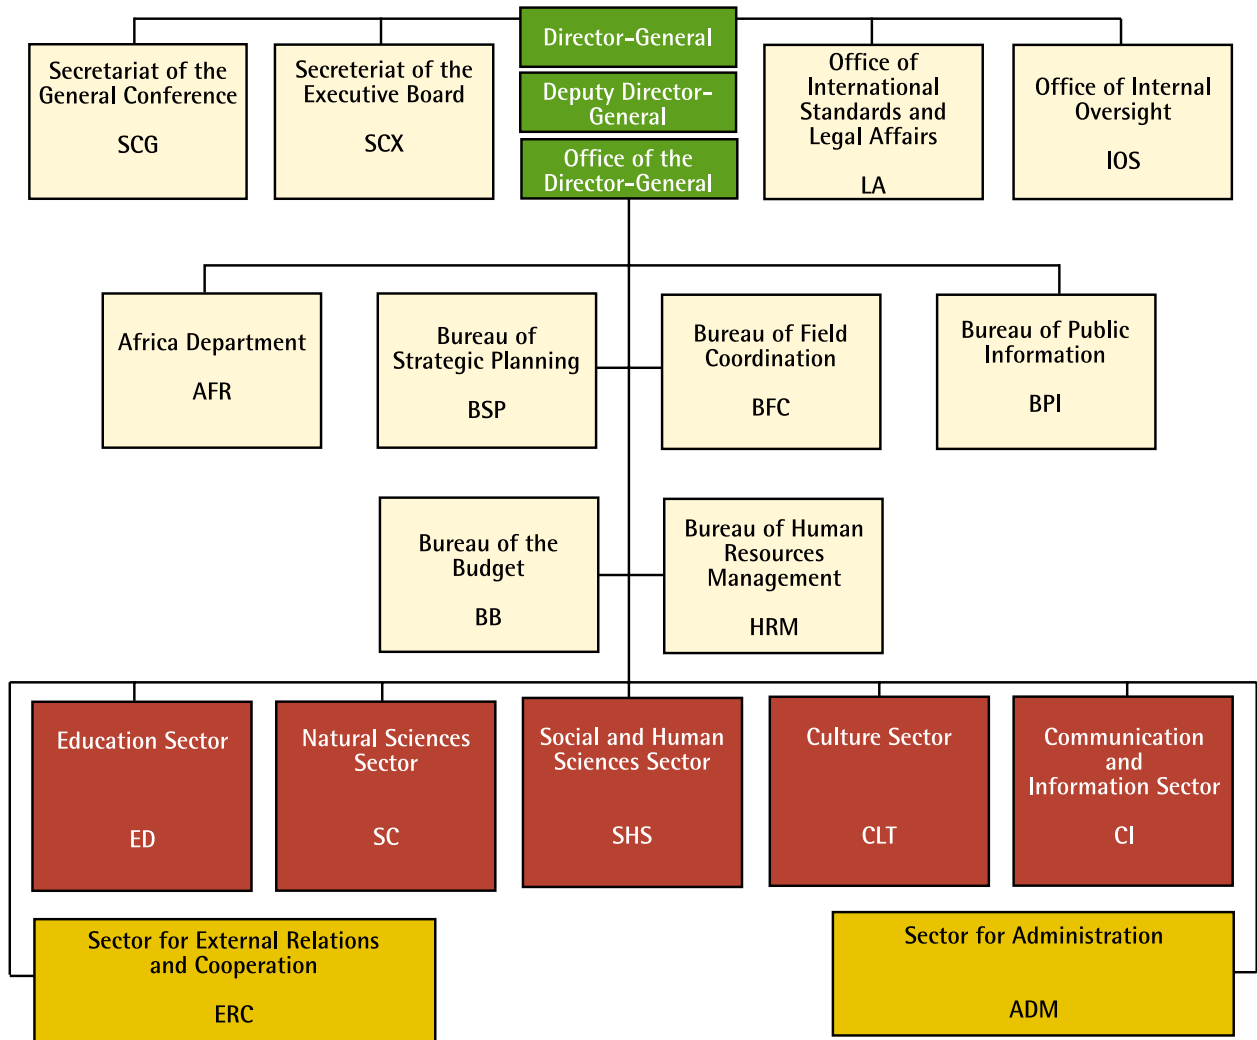 Director-General
Deputy Director-
General
Office of the
Director-General
Secretariat of the
General Conference
SCG
Secreteriat of the
Executive Board
SCX
Office of
International
Standards and
Legal Affairs
LA
Office of Internal
Oversight
IOS
Africa Department
AFR
Bureau of
Strategic Planning
BSP
Bureau of Field
Coordination
BFC
Bureau of Public
Information
BPI
Bureau of the
Budget
BB
Bureau of Human
Resources
Management
HRM
Education Sector
ED
Natural Sciences
Sector
SC
Social and Human
Sciences Sector
SHS
Culture Sector
CLT
Communication
and
Information Sector
CI
Sector for External Relations
and Cooperation
ERC
Sector for Administration
ADM